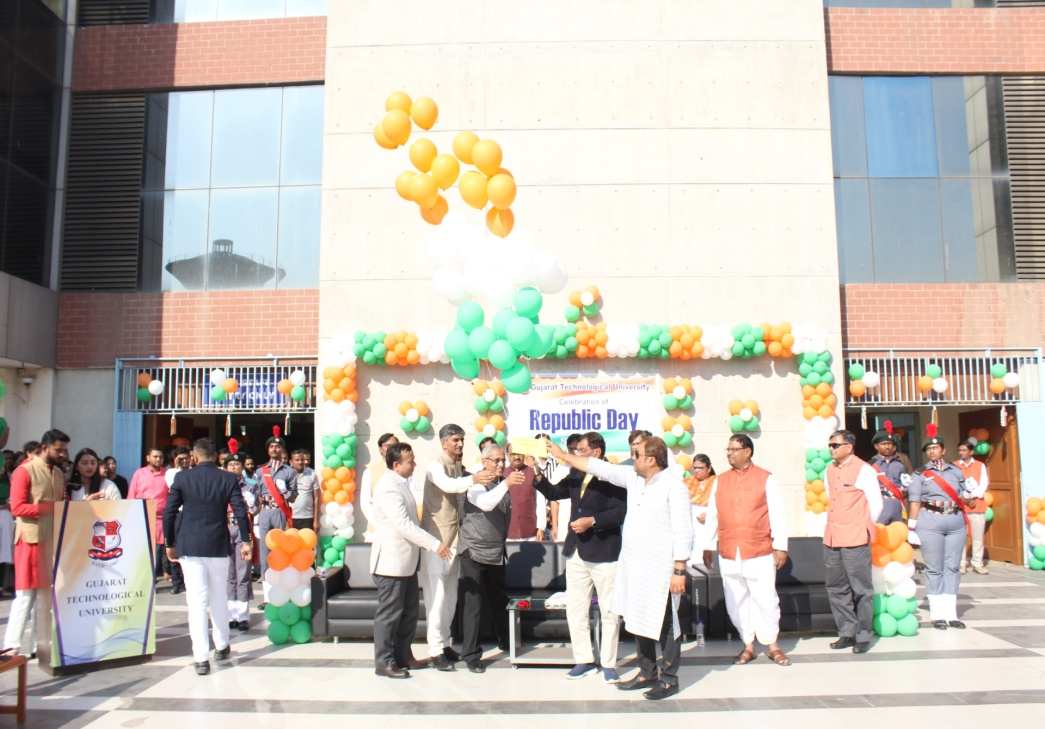 Gujarat Technological University
Celebration of
Republic Day
GUJARAT
TECHNOLOGICAL
UNIVERSITY